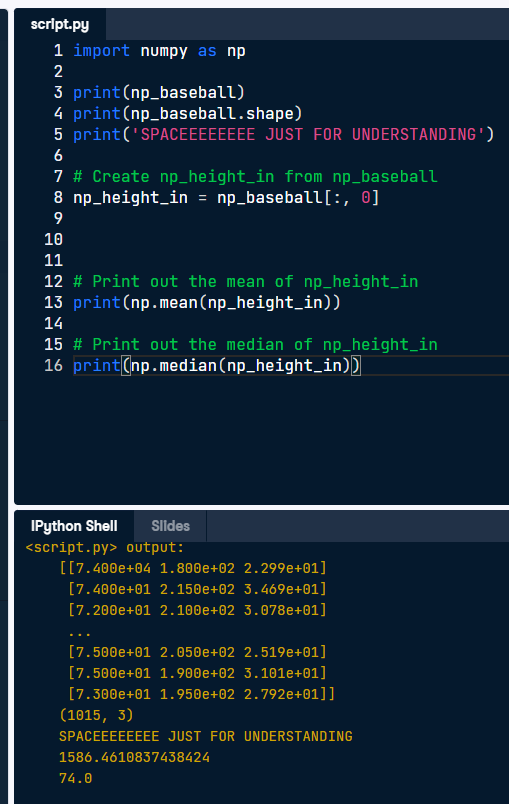 script.py
1 import numpy as np
2
3 print(np_baseball)
4 print(np_baseball.shape)
5 print('SPACEEEEEEEE JUST FOR UNDERSTANDING')
6
7 # Create np_height_in from np_baseball
8 np_height_in = np_baseball[:, 0]
9
10
11
12 # Print out the mean of np_height_in
13 print(np.mean(np_height_in))
14
15 # Print out the median of np_height_in
16 print(np.median(np_height_in))
IPython Shell Slides
<script.py> output:
[[7.400e+04 1.800e+02 2.299e+01]
[7.400e+01 2.150e+02 3.469e+01]
[7.200e+01 2.100e+02 3.078e+01]
...
[7.500e+01 2.050e+02 2.519e+01]
[7.500e+01 1.900e+02 3.101e+01]
[7.300e+01 1.950e+02 2.792e+01]]
(1015, 3)
SPACEEEEEEEE JUST FOR UNDERSTANDING
1586.4610837438424
74.0